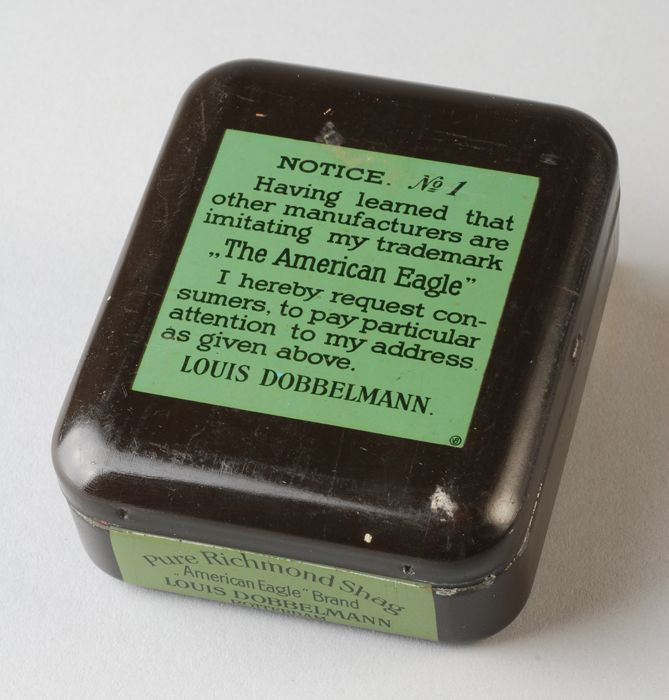 NOTICE. No 1
Having learned that
other manufacturers are
imitating my trademark
„The American Eagle”
I hereby request con-
sumers, to pay particular
attention to my address
as given above.
LOUIS DOBBELMANN.
Pure Richmond Shag
„American Eagle” Brand
LOUIS DOBBELMANN
ROTTERDAM